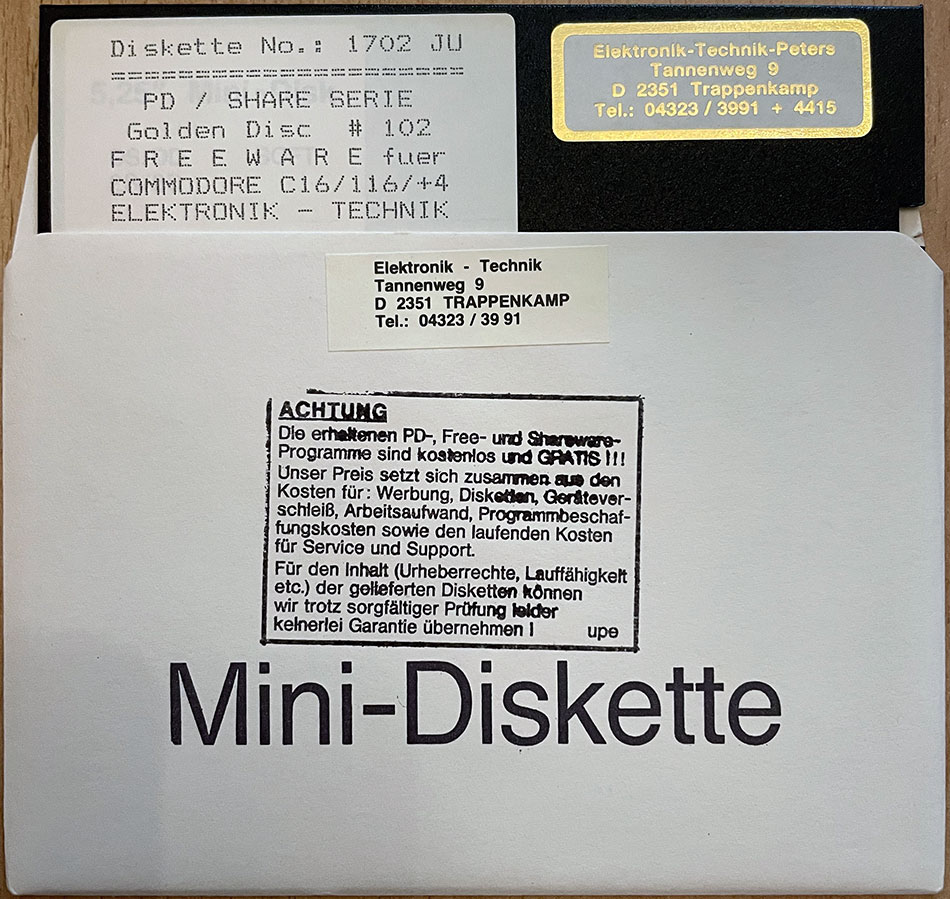 Diskette No.: 1702 JU
=====================
PD / SHARE SERIE
Golden Disc # 102
F R E E W A R E fuer
COMMODORE C16/116/+4
ELEKTRONIK - TECHNIK
Elektronik-Technik-Peters
Tannenweg 9
D 2351 Trappenkamp
Tel.: 04323 / 3991 + 4415
Elektronik - Technik
Tannenweg 9
D 2351 TRAPPENKAMP
Tel.: 04323 / 39 91
ACHTUNG
Die erhaltenen PD-, Free- und Shareware-
Programme sind kostenlos und GRATIS !!!
Unser Preis setzt sich zusammen aus den
Kosten für: Werbung, Disketten, Gerätever-
schleiß, Arbeitsaufwand, Programmbeschaf-
fungskosten sowie den laufenden Kosten
für Service und Support.
Für den Inhalt (Urheberrechte, Lauffähigkeit
etc.) der gelieferten Disketten können
wir trotz sorgfältiger Prüfung leider
keinerlei Garantie übernehmen ! upe
Mini-Diskette